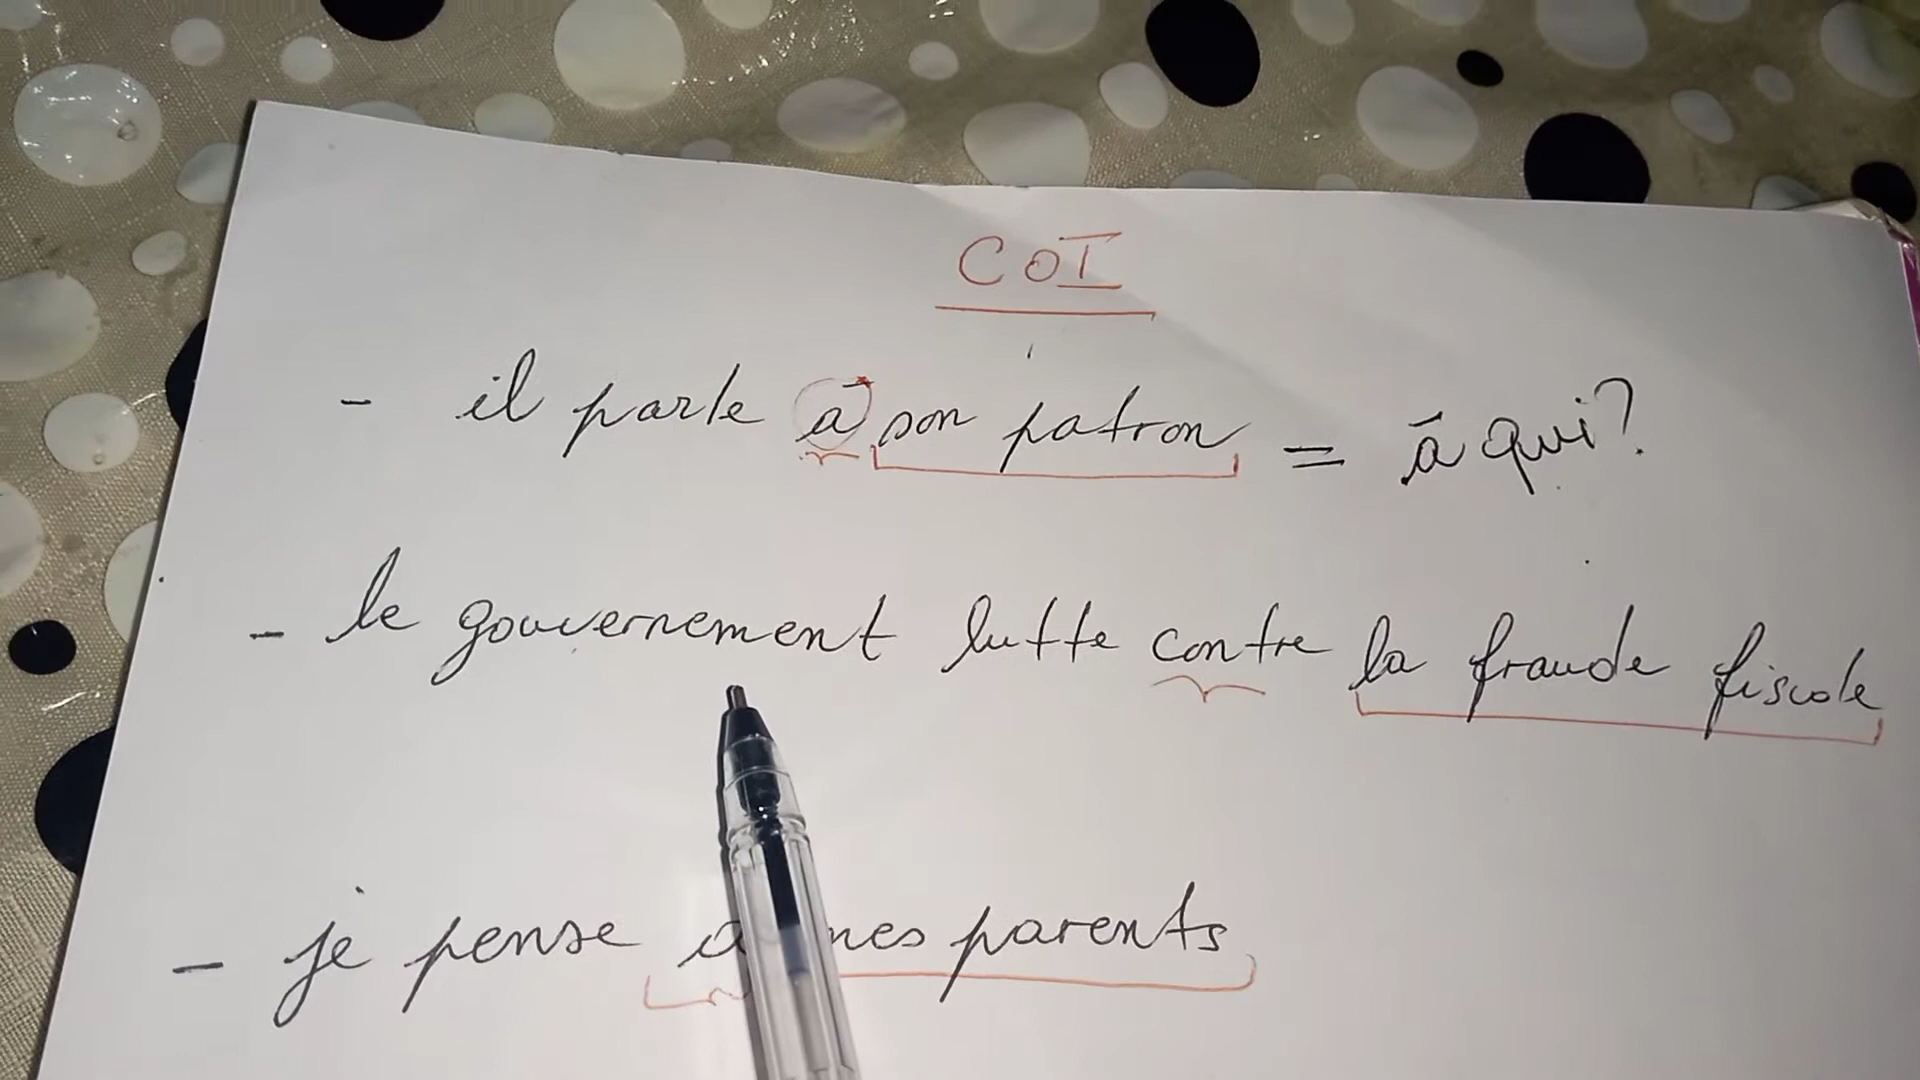 COI
- il parle à son patron = à qui?
- le gouvernement lutte contre la fraude fiscale
- je pense a mes parents